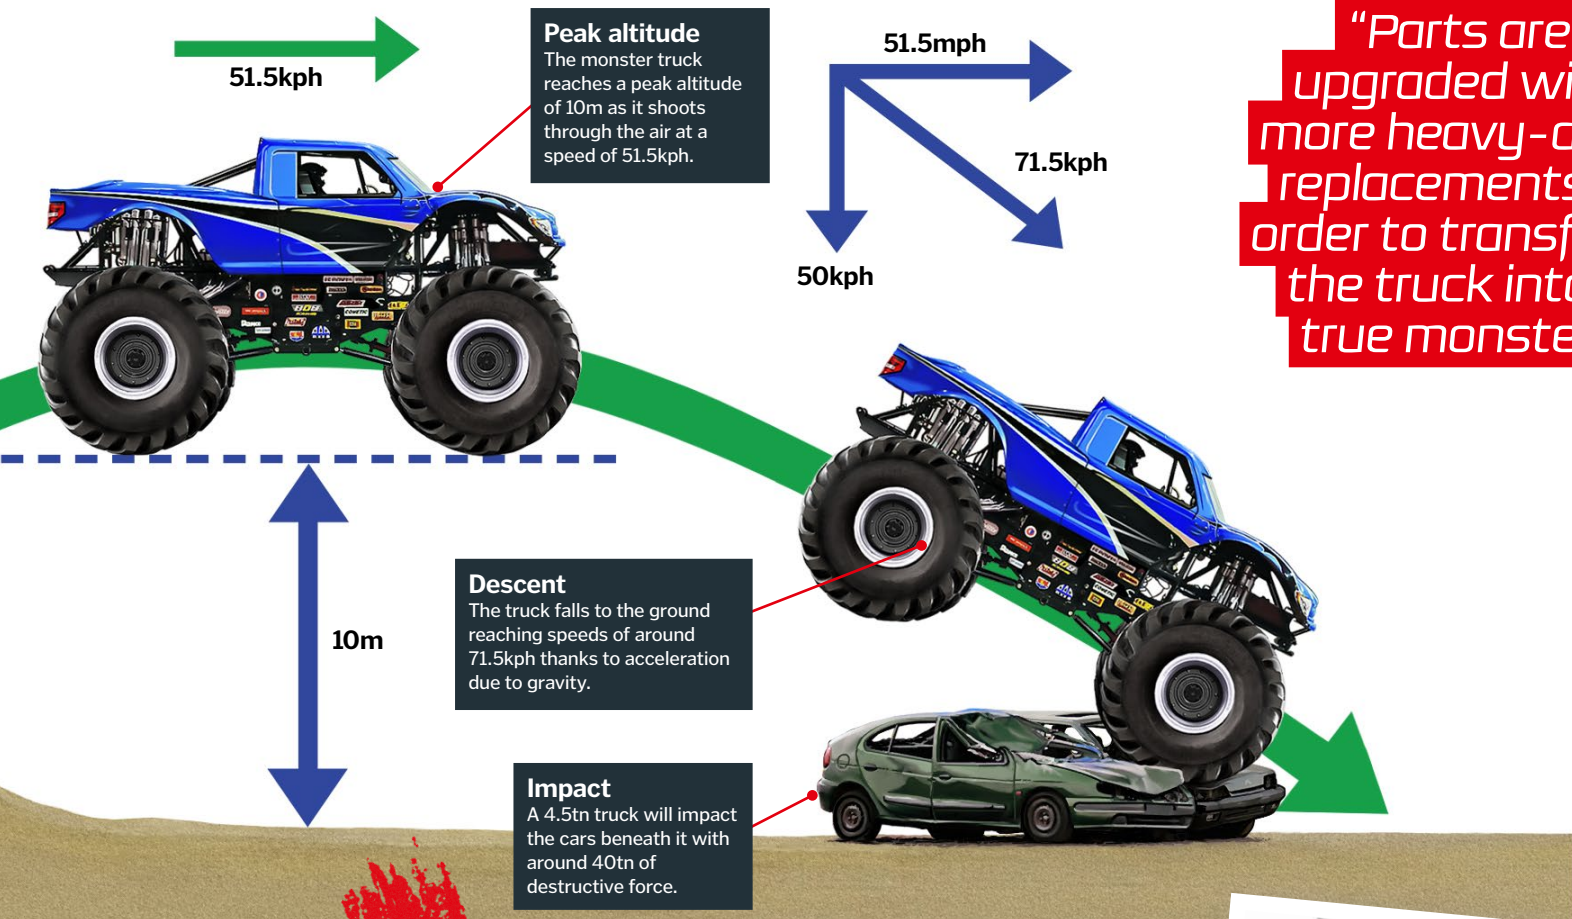 51.5kph
Peak altitude
The monster truck
reaches a peak altitude
of 10m as it shoots
through the air at a
speed of 51.5kph.
51.5mph
71.5kph
50kph
“Parts are
upgraded wi
more heavy-d
replacements
order to transf
the truck into
true monste
10m
Descent
The truck falls to the ground
reaching speeds of around
71.5kph thanks to acceleration
due to gravity.
Impact
A 4.5tn truck will impact
the cars beneath it with
around 40tn of
destructive force.